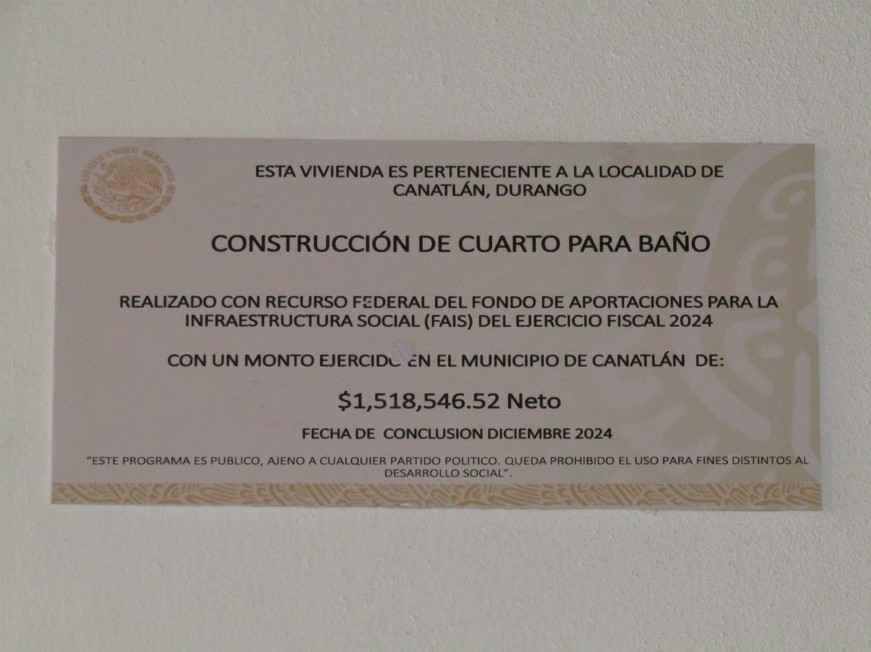 ESTA VIVIENDA ES PERTENECIENTE A LA LOCALIDAD DE
CANATLÁN, DURANGO
CONSTRUCCIÓN DE CUARTO PARA BAÑO
REALIZADO CON RECURSO FEDERAL DEL FONDO DE APORTACIONES PARA LA
INFRAESTRUCTURA SOCIAL (FAIS) DEL EJERCICIO FISCAL 2024
CON UN MONTO EJERCIDO EN EL MUNICIPIO DE CANATLÁN DE:
$1,518,546.52 Neto
FECHA DE CONCLUSION DICIEMBRE 2024
“ESTE PROGRAMA ES PUBLICO, AJENO A CUALQUIER PARTIDO POLITICO. QUEDA PROHIBIDO EL USO PARA FINES DISTINTOS AL
DESARROLLO SOCIAL”.